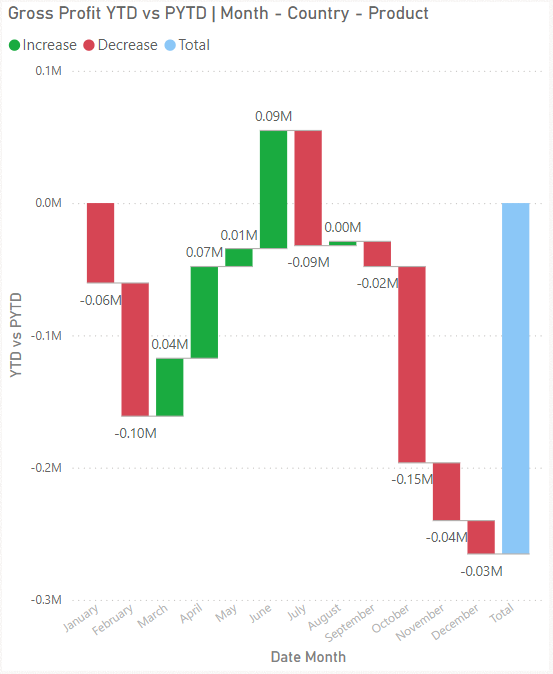 Gross Profit YTD vs PYTD | Month - Country - Product
Increase Decrease Total
0.1M
0.0M
-0.1M
-0.2M
-0.3M
YTD vs PYTD
-0.06M
-0.10M
0.04M
0.07M
0.01M
0.09M
-0.09M
0.00M
-0.02M
-0.15M
-0.04M
-0.03M
January
February
March
April
May
June
July
August
September
October
November
December
Total
Date Month